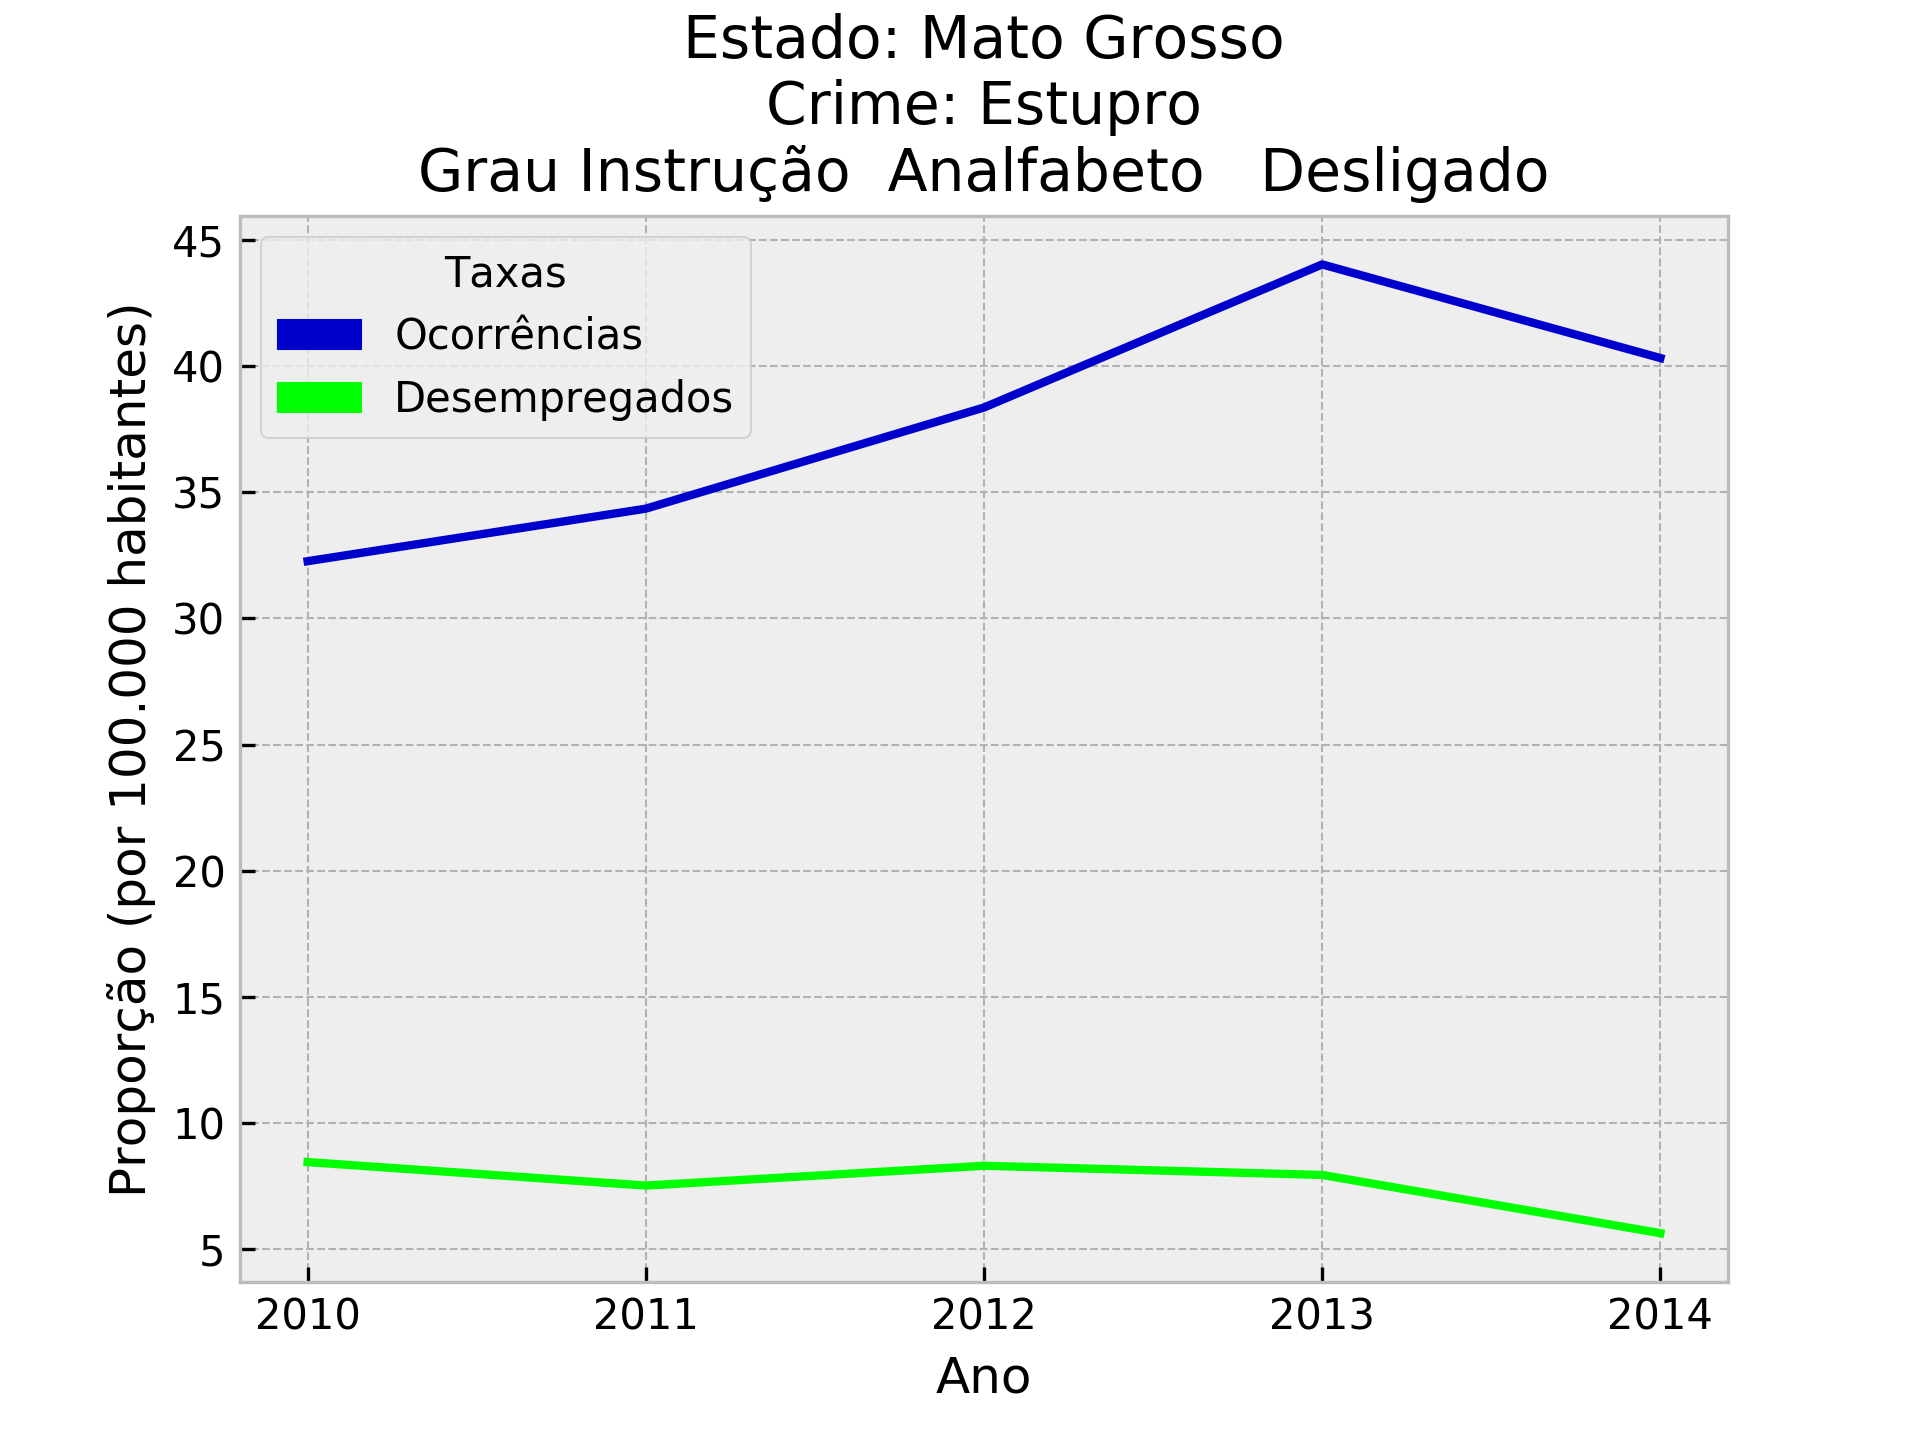 Estado: Mato Grosso
Crime: Estupro
Grau Instrução  Analfabeto   Desligado
Taxas
Ocorrências
Desempregados
Proporção (por 100.000 habitantes)
45
40
35
30
25
20
15
10
5
2010 2011 2012 2013 2014
Ano